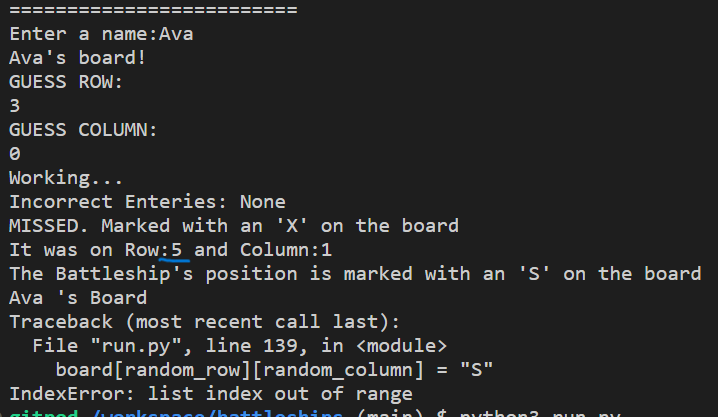 =========================
Enter a name:Ava
Ava's board!
GUESS ROW:
3
GUESS COLUMN:
0
Working...
Incorrect Enteries: None
MISSED. Marked with an 'X' on the board
It was on Row:5 and Column:1
The Battleship's position is marked with an 'S' on the board
Ava 's Board
Traceback (most recent call last):
  File "run.py", line 139, in <module>
    board[random_row][random_column] = "S"
IndexError: list index out of range
gitpod /workspace/battleships (main) $ python3 run.py